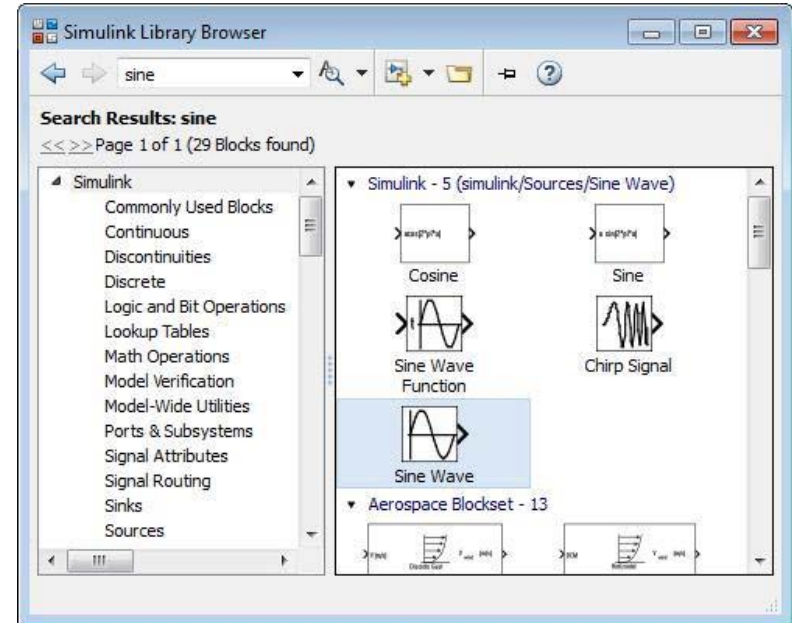 Simulink Library Browser
sine
Search Results: sine
<< >> Page 1 of 1 (29 Blocks found)
Simulink
Commonly Used Blocks
Continuous
Discontinuities
Discrete
Logic and Bit Operations
Lookup Tables
Math Operations
Model Verification
Model-Wide Utilities
Ports & Subsystems
Signal Attributes
Signal Routing
Sinks
Sources
Simulink - 5 (simulink/Sources/Sine Wave)
Cosine
Sine
t
Sine Wave
Function
Chirp Signal
Sine Wave
Aerospace Blockset - 13